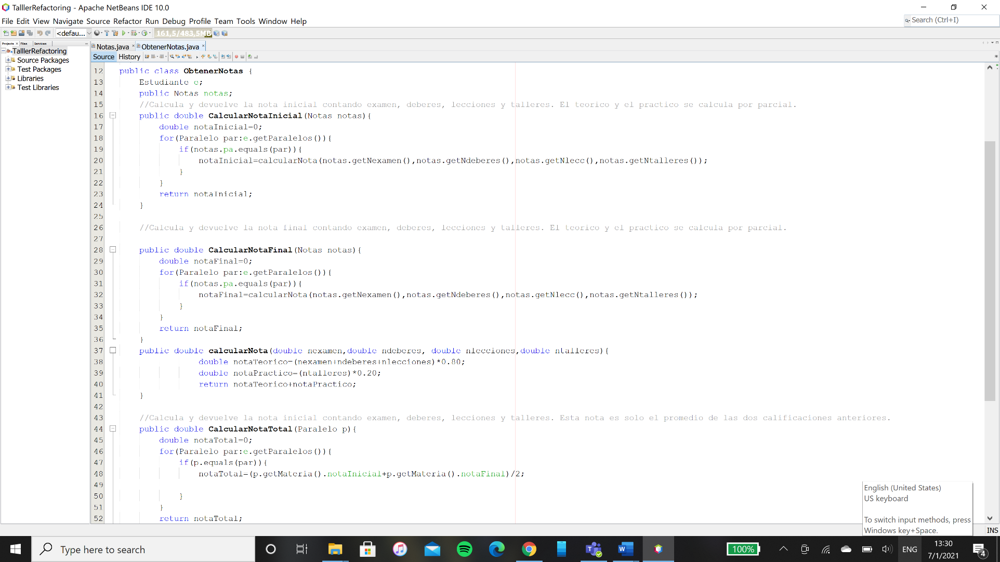 TalllerRefactoring - Apache NetBeans IDE 10.0
File Edit View Navigate Source Refactor Run Debug Profile Team Tools Window Help
Search (Ctrl+I)
<defau...
161,5/483,5MB
Projects Files Services
Notas.java ObtenerNotas.java
TalllerRefactoring
Source Packages
Test Packages
Libraries
Test Libraries
Source History
12 public class ObtenerNotas {
13 Estudiante e;
14 public Notas notas;
15 //Calcula y devuelve la nota inicial contando examen, deberes, lecciones y talleres. El teorico y el practico se calcula por parcial.
16 public double CalcularNotaInicial(Notas notas){
17 double notaInicial=0;
18 for(Paralelo par:e.getParalelos()){
19 if(notas.pa.equals(par)){
20 notaInicial=calcularNota(notas.getNexamen(),notas.getNdeberes(),notas.getNlecc(),notas.getNtalleres());
21 }
22 }
23 return notaInicial;
24 }
25
26 //Calcula y devuelve la nota final contando examen, deberes, lecciones y talleres. El teorico y el practico se calcula por parcial.
27
28 public double CalcularNotaFinal(Notas notas){
29 double notaFinal=0;
30 for(Paralelo par:e.getParalelos()){
31 if(notas.pa.equals(par)){
32 notaFinal=calcularNota(notas.getNexamen(),notas.getNdeberes(),notas.getNlecc(),notas.getNtalleres());
33 }
34 }
35 return notaFinal;
36 }
37 public double calcularNota(double nexamen,double ndeberes, double nlecciones,double ntalleres){
38 double notaTeorico=(nexamen+ndeberes+nlecciones)*0.80;
39 double notaPractico=(ntalleres)*0.20;
40 return notaTeorico+notaPractico;
41 }
42
43 //Calcula y devuelve la nota inicial contando examen, deberes, lecciones y talleres. Esta nota es solo el promedio de las dos calificaciones anteriores.
44 public double CalcularNotaTotal(Paralelo p){
45 double notaTotal=0;
46 for(Paralelo par:e.getParalelos()){
47 if(p.equals(par)){
48 notaTotal=(p.getMateria().notaInicial+p.getMateria().notaFinal)/2;
49
50 }
51 }
52 return notaTotal;
English (United States)
US keyboard
To switch input methods, press
Windows key+Space.
INS
Type here to search
100%
ENG
13:30
7/1/2021
4